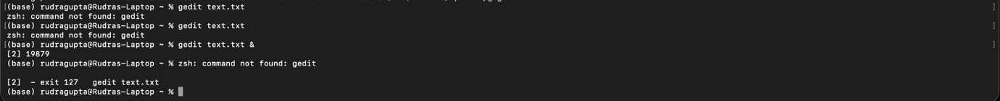 [(base) rudragupta@Rudras-Laptop ~ % gedit text.txt ]
zsh: command not found: gedit
[(base) rudragupta@Rudras-Laptop ~ % gedit text.txt ]
zsh: command not found: gedit
[(base) rudragupta@Rudras-Laptop ~ % gedit text.txt & ]
[2] 19879
(base) rudragupta@Rudras-Laptop ~ % zsh: command not found: gedit
[2]  - exit 127   gedit text.txt
(base) rudragupta@Rudras-Laptop ~ %